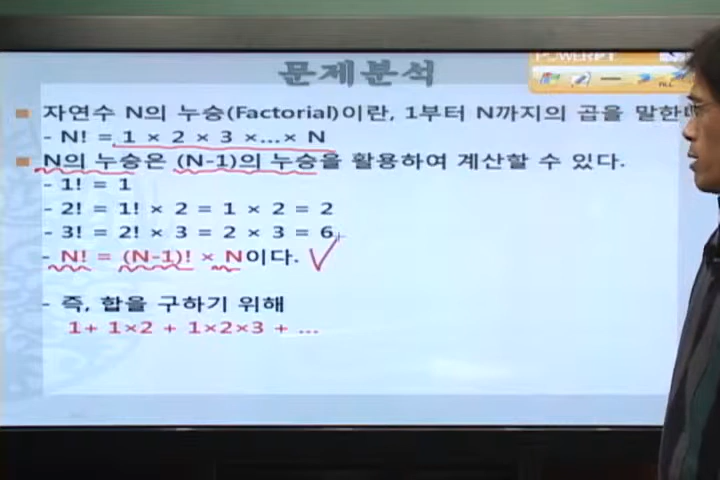 문제분석
자연수 N의 누승(Factorial)이란, 1부터 N까지의 곱을 말한
- N! = 1 × 2 × 3 ×...× N
N의 누승은 (N-1)의 누승을 활용하여 계산할 수 있다.
- 1! = 1
- 2! = 1! × 2 = 1 × 2 = 2
- 3! = 2! × 3 = 2 × 3 = 6
- N! = (N-1)! × N이다.
- 즉, 합을 구하기 위해
1+ 1×2 + 1×2×3 + ...